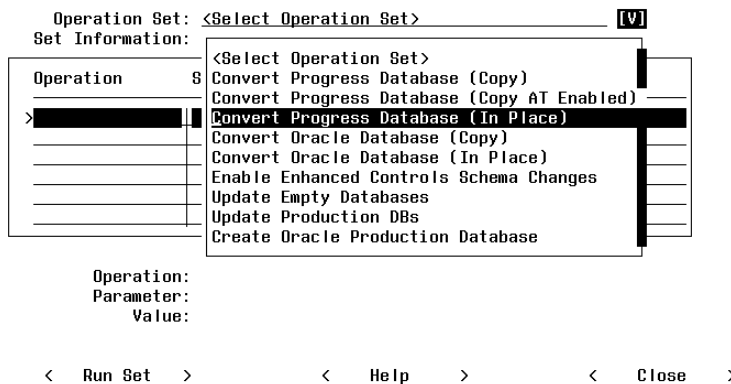 Operation Set: <Select Operation Set> [V]
Set Information:
<Select Operation Set>
Operation S Convert Progress Database (Copy)
Convert Progress Database (Copy AT Enabled)
> Convert Progress Database (In Place)
Convert Oracle Database (Copy)
Convert Oracle Database (In Place)
Enable Enhanced Controls Schema Changes
Update Empty Databases
Update Production DBs
Create Oracle Production Database
Operation:
Parameter:
Value:
< Run Set > < Help > < Close >